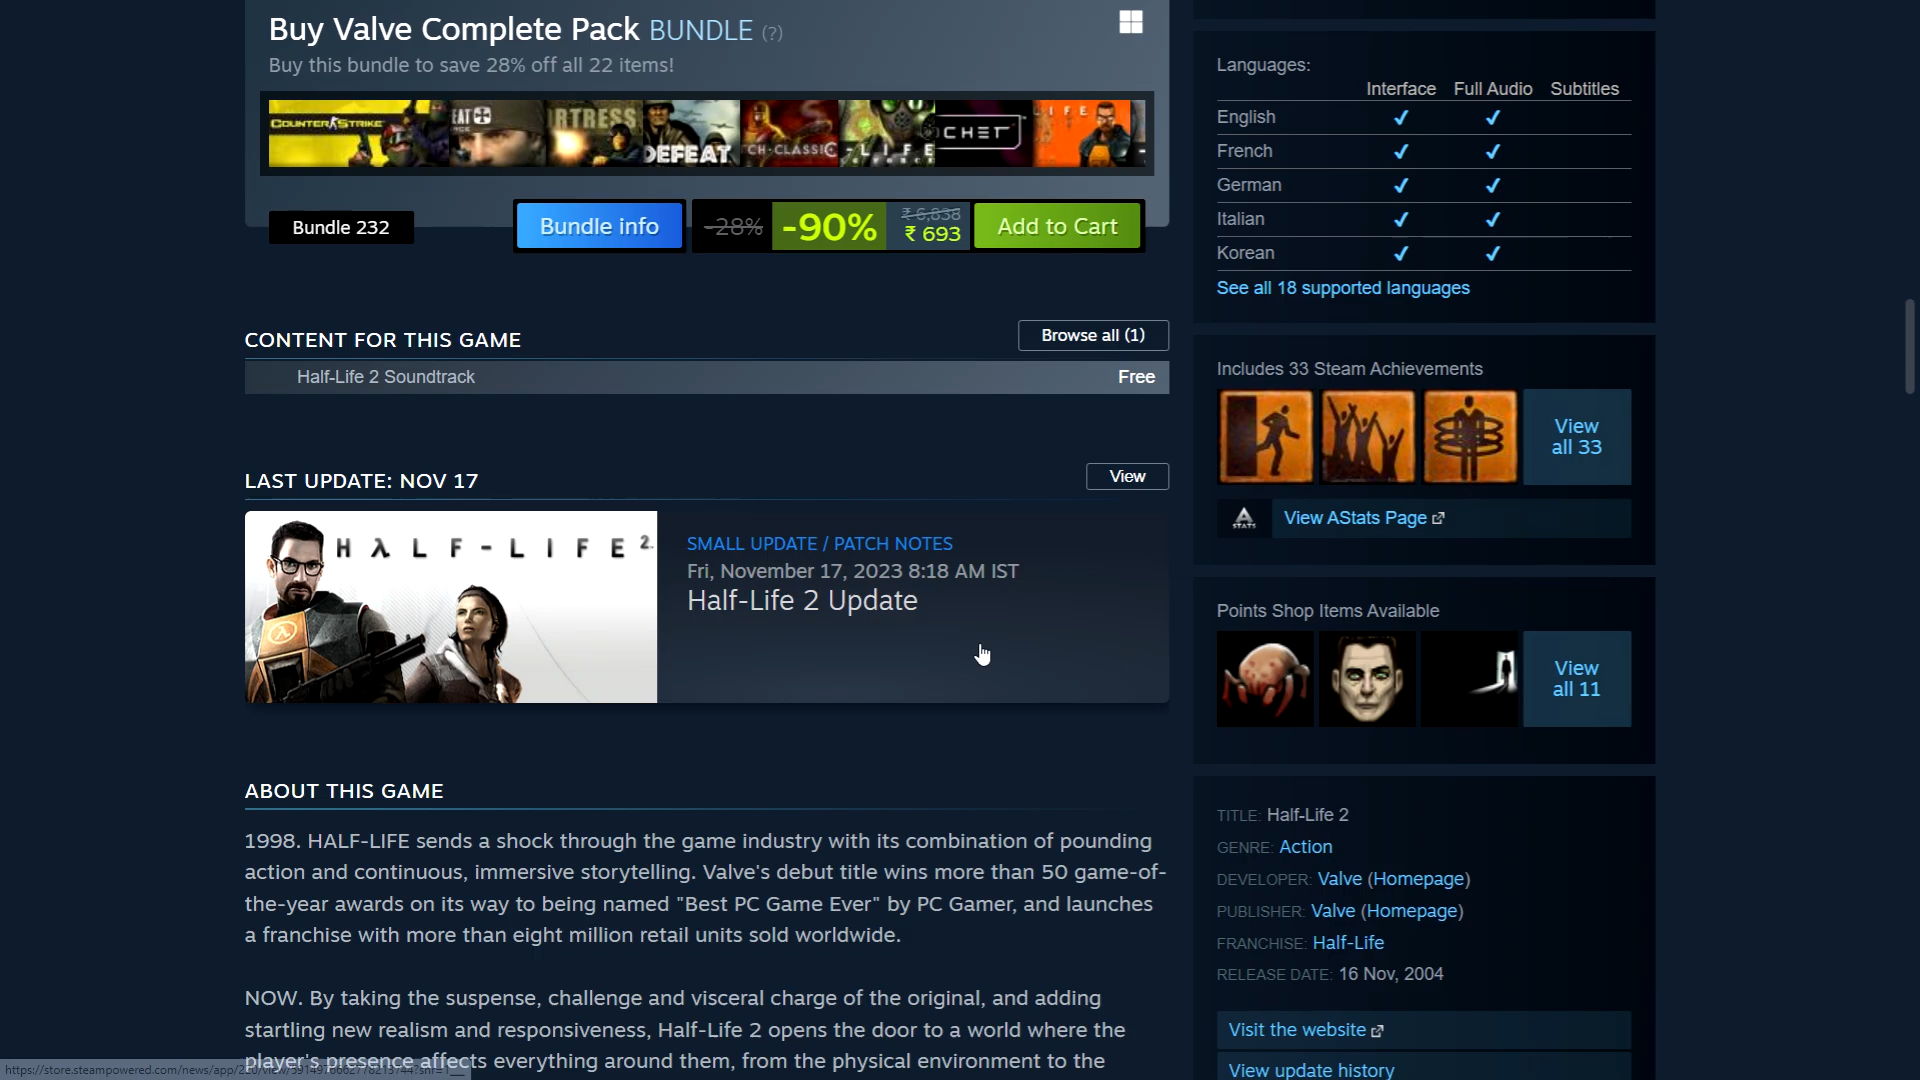 Buy Valve Complete Pack BUNDLE (?)
Buy this bundle to save 28% off all 22 items!
COUNTER STRIKE
DEFEAT
CH-CLASSIC
CHET
LIFE
Bundle 232
Bundle info
-28%
-90%
₹ 6,838
₹ 693
Add to Cart
CONTENT FOR THIS GAME
Browse all (1)
Half-Life 2 Soundtrack
Free
LAST UPDATE: NOV 17
View
HλLF-LIFE 2
SMALL UPDATE / PATCH NOTES
Fri, November 17, 2023 8:18 AM IST
Half-Life 2 Update
ABOUT THIS GAME
1998. HALF-LIFE sends a shock through the game industry with its combination of pounding
action and continuous, immersive storytelling. Valve's debut title wins more than 50 game-of-
the-year awards on its way to being named "Best PC Game Ever" by PC Gamer, and launches
a franchise with more than eight million retail units sold worldwide.
NOW. By taking the suspense, challenge and visceral charge of the original, and adding
startling new realism and responsiveness, Half-Life 2 opens the door to a world where the
player's presence affects everything around them, from the physical environment to the
Languages:
Interface Full Audio Subtitles
English ✔ ✔
French ✔ ✔
German ✔ ✔
Italian ✔ ✔
Korean ✔ ✔
See all 18 supported languages
Includes 33 Steam Achievements
View
all 33
STATS
View AStats Page
Points Shop Items Available
View
all 11
TITLE: Half-Life 2
GENRE: Action
DEVELOPER: Valve (Homepage)
PUBLISHER: Valve (Homepage)
FRANCHISE: Half-Life
RELEASE DATE: 16 Nov, 2004
Visit the website
View update history